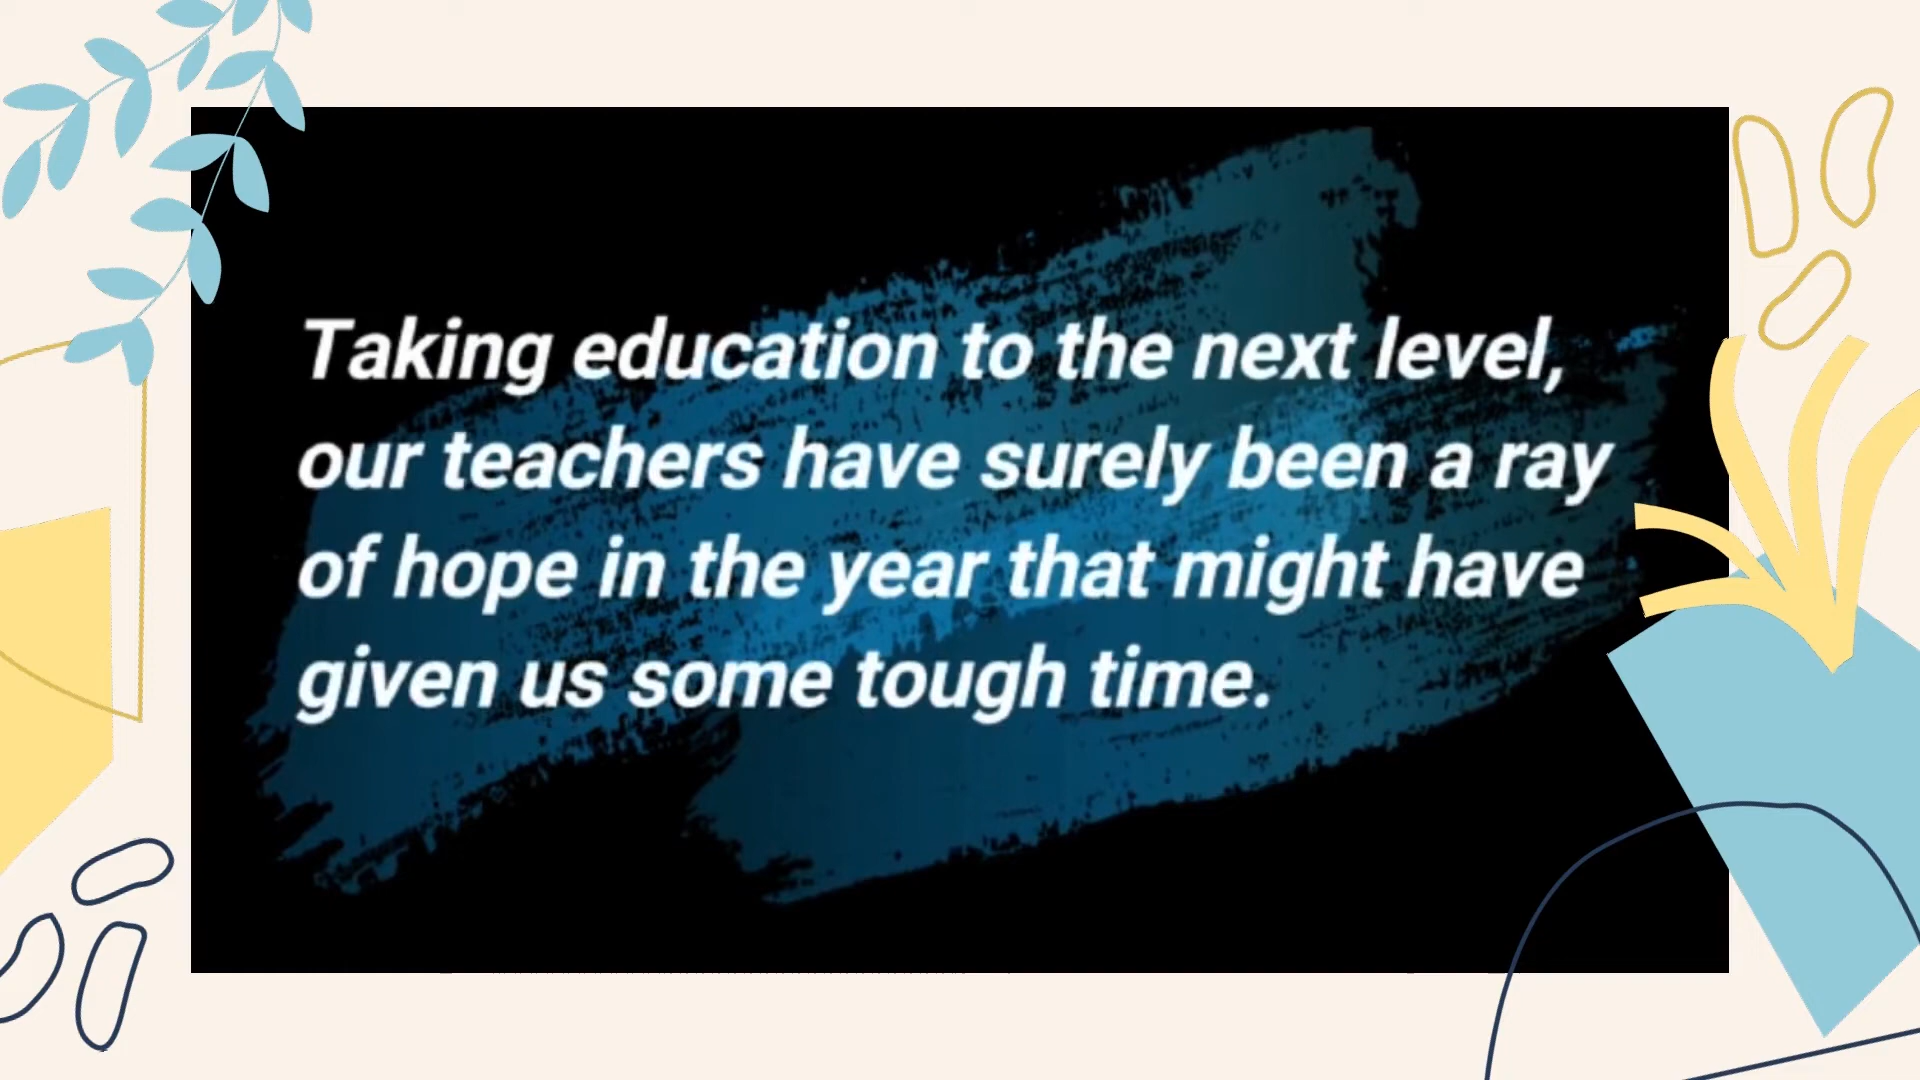 Taking education to the next level,
our teachers have surely been a ray
of hope in the year that might have
given us some tough time.